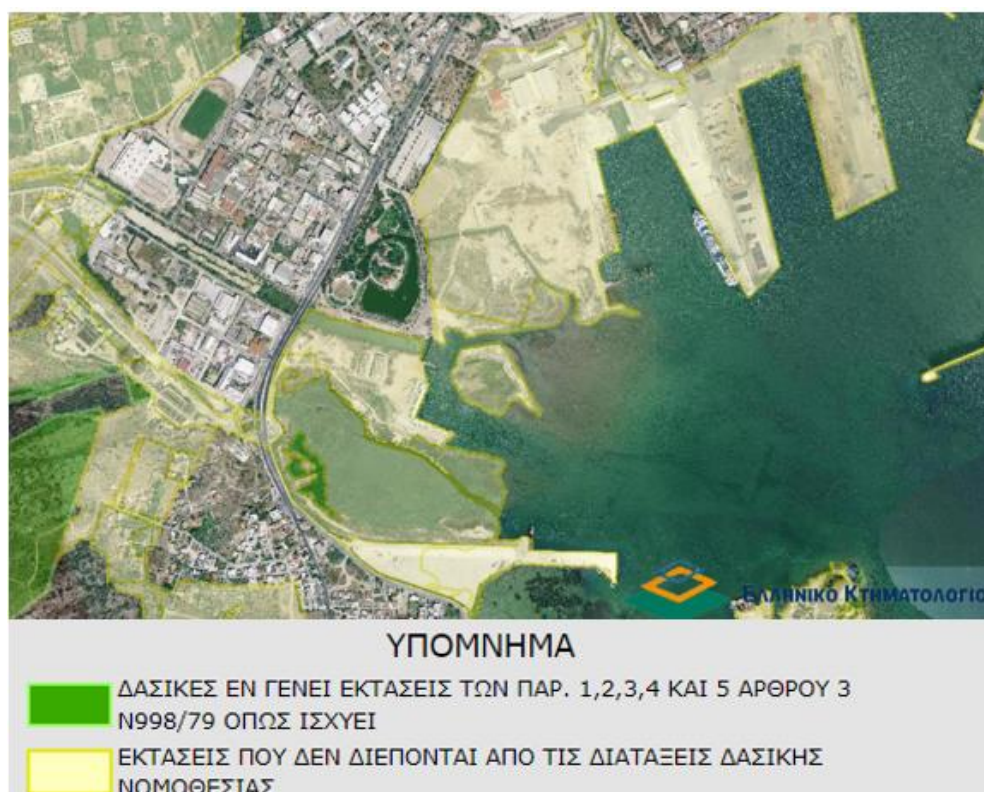 ΕΛΛΗΝΙΚΟ ΚΤΗΜΑΤΟΛΟΓΙΟ
ΥΠΟΜΝΗΜΑ
ΔΑΣΙΚΕΣ ΕΝ ΓΕΝΕΙ ΕΚΤΑΣΕΙΣ ΤΩΝ ΠΑΡ. 1,2,3,4 ΚΑΙ 5 ΑΡΘΡΟΥ 3
Ν998/79 ΟΠΩΣ ΙΣΧΥΕΙ
ΕΚΤΑΣΕΙΣ ΠΟΥ ΔΕΝ ΔΙΕΠΟΝΤΑΙ ΑΠΟ ΤΙΣ ΔΙΑΤΑΞΕΙΣ ΔΑΣΙΚΗΣ
ΝΟΜΟΘΕΣΙΑΣ